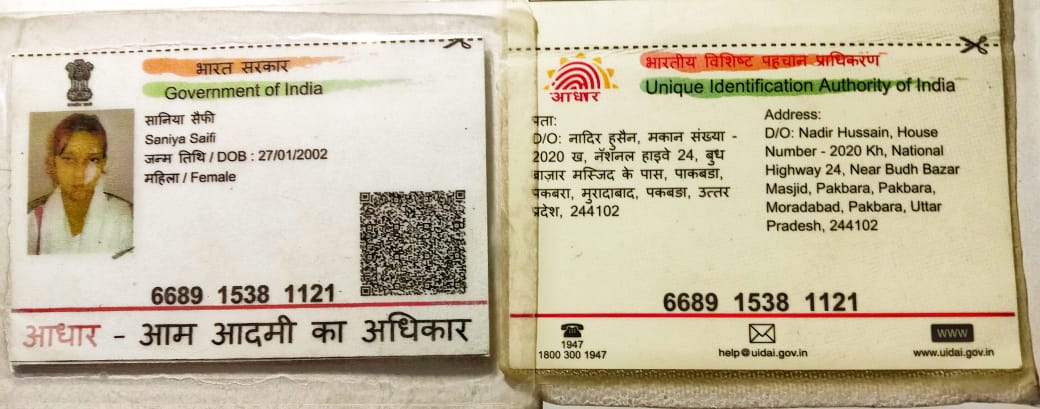 भारत सरकार
Government of India
सानिया सैफी
Saniya Saifi
जन्म तिथि / DOB : 27/01/2002
महिला / Female
6689 1538 1121
आधार - आम आदमी का अधिकार
भारतीय विशिष्ट पहचान प्राधिकरण
Unique Identification Authority of India
आधार
पता:
D/O: नादिर हुसैन, मकान संख्या -
2020 ख, नॅशनल हाइवे 24, बुध
बाज़ार मस्जिद के पास, पाकबडा,
पकबरा, मुरादाबाद, पकबडा, उत्तर
प्रदेश, 244102
Address:
D/O: Nadir Hussain, House
Number - 2020 Kh, National
Highway 24, Near Budh Bazar
Masjid, Pakbara, Pakbara,
Moradabad, Pakbara, Uttar
Pradesh, 244102
6689 1538 1121
1947
1800 300 1947
help@uidai.gov.in
www
www.uidai.gov.in